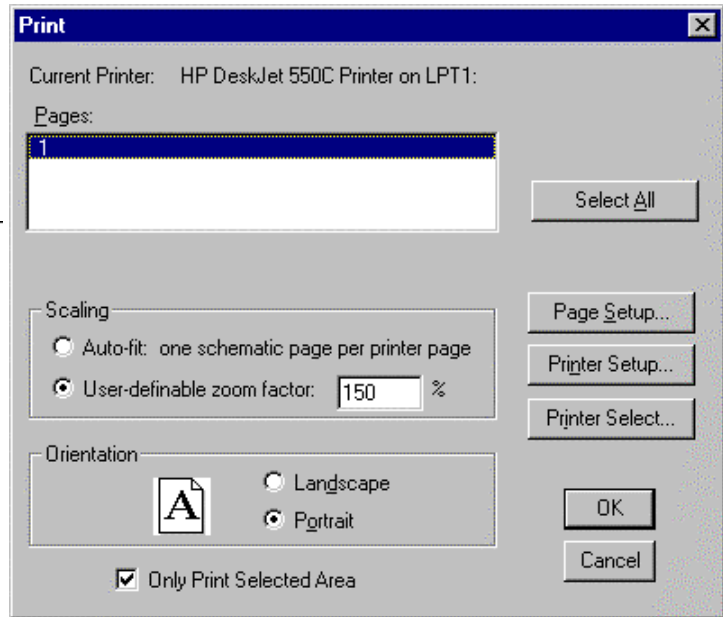 Print
Current Printer: HP DeskJet 550C Printer on LPT1:
Pages:
1
Select All
Scaling
Auto-fit: one schematic page per printer page
User-definable zoom factor: 150 %
Page Setup...
Printer Setup...
Printer Select...
Orientation
A
Landscape
Portrait
OK
Cancel
Only Print Selected Area